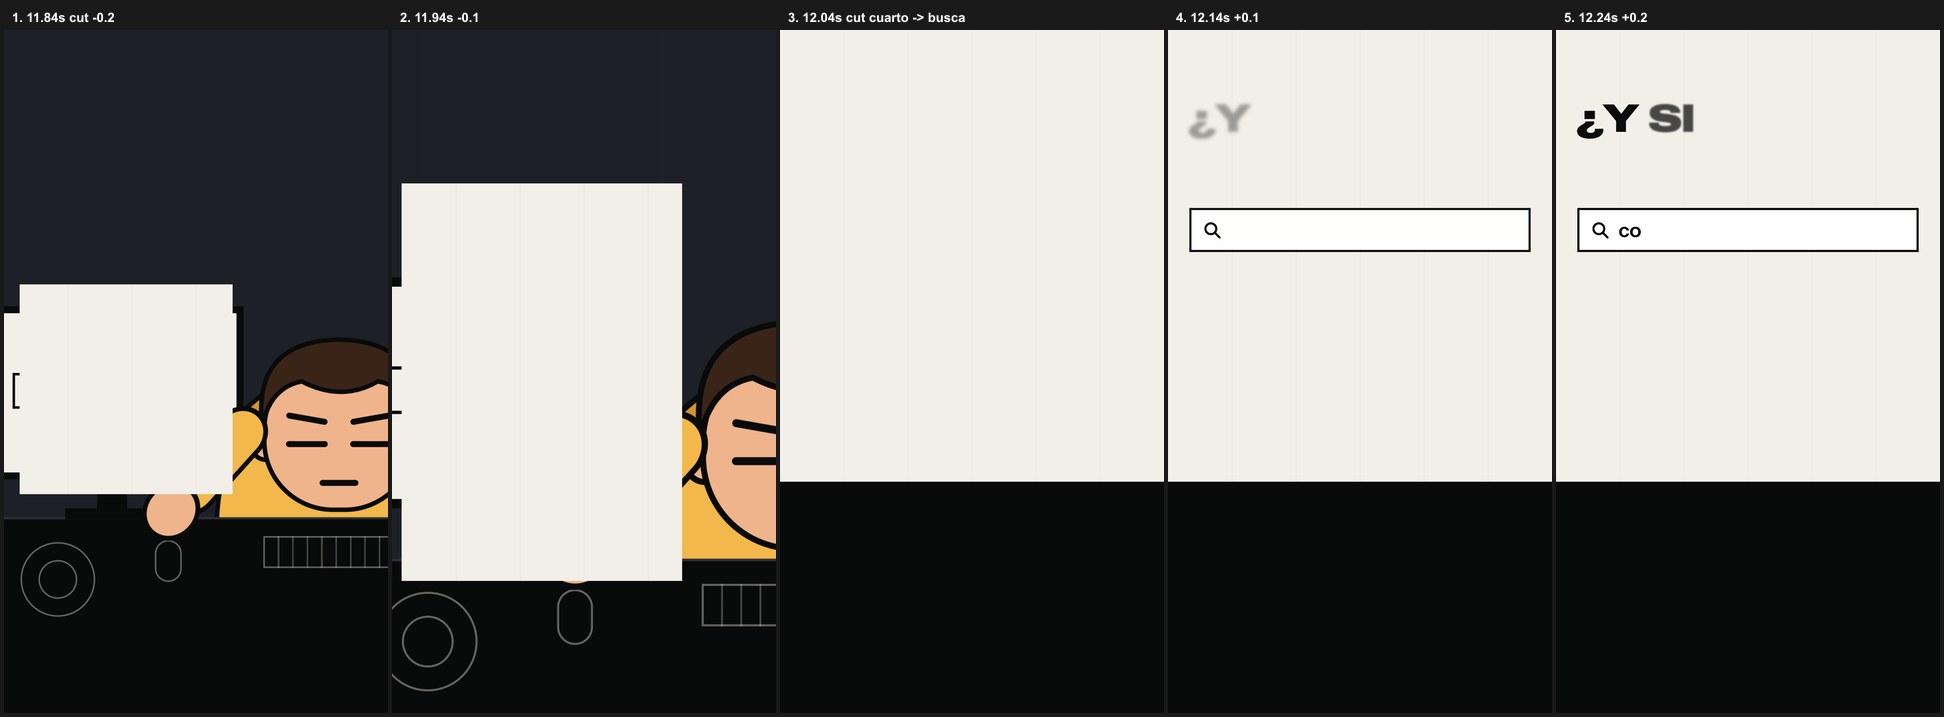 1. 11.84s cut -0.2
2. 11.94s -0.1
3. 12.04s cut cuarto -> busca
4. 12.14s +0.1
5. 12.24s +0.2
[
¿Y
¿Y SI
co